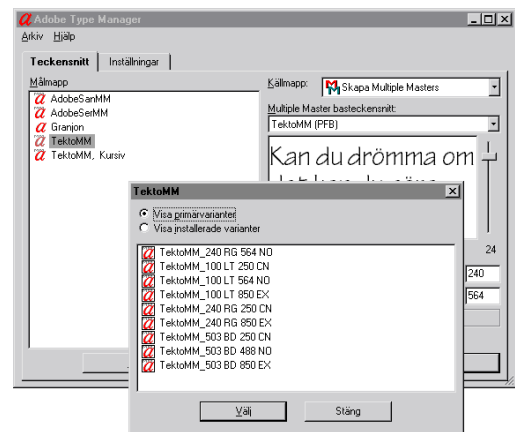 Adobe Type Manager
Arkiv Hjälp
Teckensnitt Inställningar
Målmapp
AdobeSanMM
AdobeSerMM
Granjon
TektoMM
TektoMM, Kursiv
Källmapp: Skapa Multiple Masters
Multiple Master basteckensnitt:
TektoMM (PFB)
Kan du drömma om
24
240
564
TektoMM
Visa primärvarianter
Visa installerade varianter
TektoMM_240 RG 564 NO
TektoMM_100 LT 250 CN
TektoMM_100 LT 564 NO
TektoMM_100 LT 850 EX
TektoMM_240 RG 250 CN
TektoMM_240 RG 850 EX
TektoMM_503 BD 250 CN
TektoMM_503 BD 488 NO
TektoMM_503 BD 850 EX
Välj Stäng